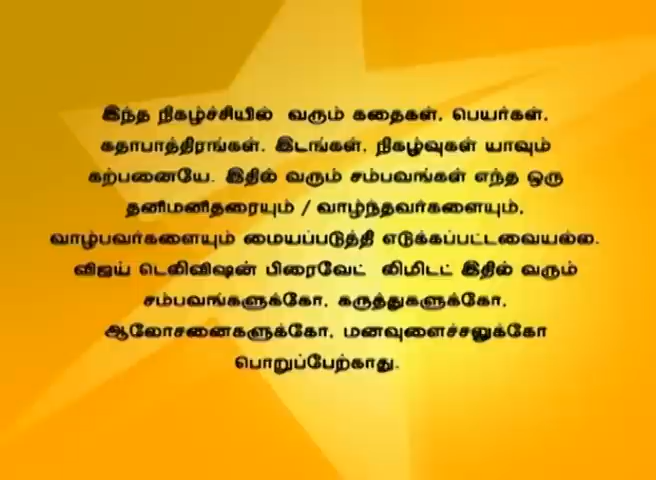 இந்த நிகழ்ச்சியில் வரும் கதைகள், பெயர்கள்,
கதாபாத்திரங்கள், இடங்கள், நிகழ்வுகள் யாவும்
கற்பனையே. இதில் வரும் சம்பவங்கள் எந்த ஒரு
தனிமனிதரையும் / வாழ்ந்தவர்களையும்,
வாழ்பவர்களையும் மையப்படுத்தி எடுக்கப்பட்டவையல்ல.
விஜய் டெலிவிஷன் பிரைவேட் லிமிடட் இதில் வரும்
சம்பவங்களுக்கோ, கருத்துகளுக்கோ,
ஆலோசனைகளுக்கோ, மனவுளைச்சலுக்கோ
பொறுப்பேற்காது.